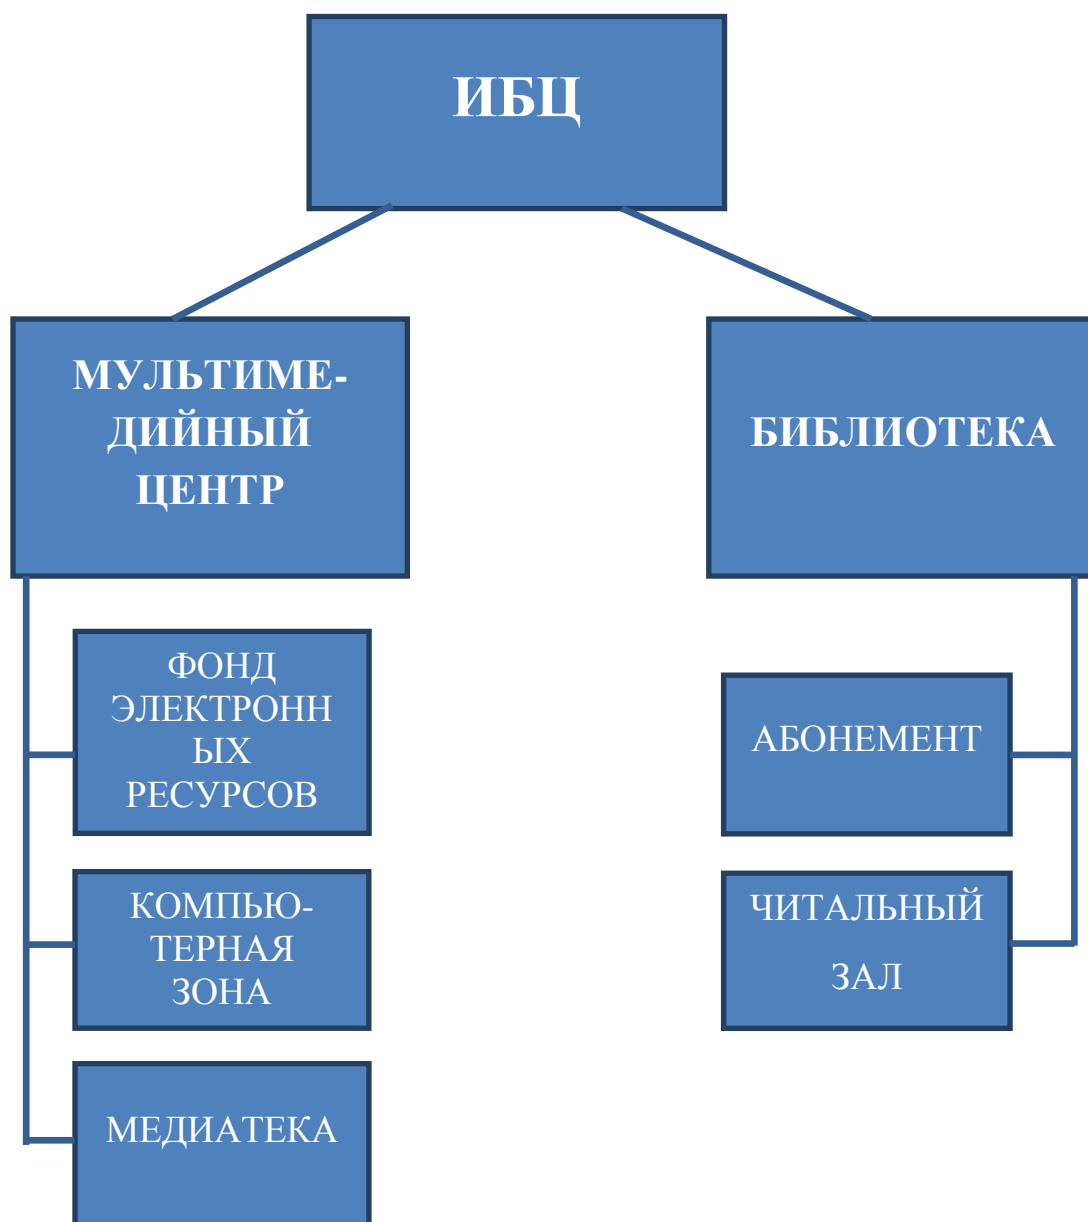 ИБЦ
МУЛЬТИМЕ-
ДИЙНЫЙ
ЦЕНТР
БИБЛИОТЕКА
ФОНД
ЭЛЕКТРОНН
ЫХ
РЕСУРСОВ
КОМПЬЮ-
ТЕРНАЯ
ЗОНА
МЕДИАТЕКА
АБОНЕМЕНТ
ЧИТАЛЬНЫЙ
ЗАЛ